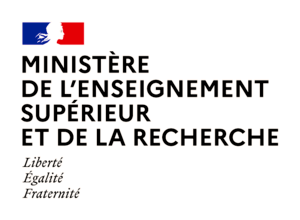 MINISTÈRE
DE L'ENSEIGNEMENT
SUPÉRIEUR
ET DE LA RECHERCHE
Liberté
Égalité
Fraternité